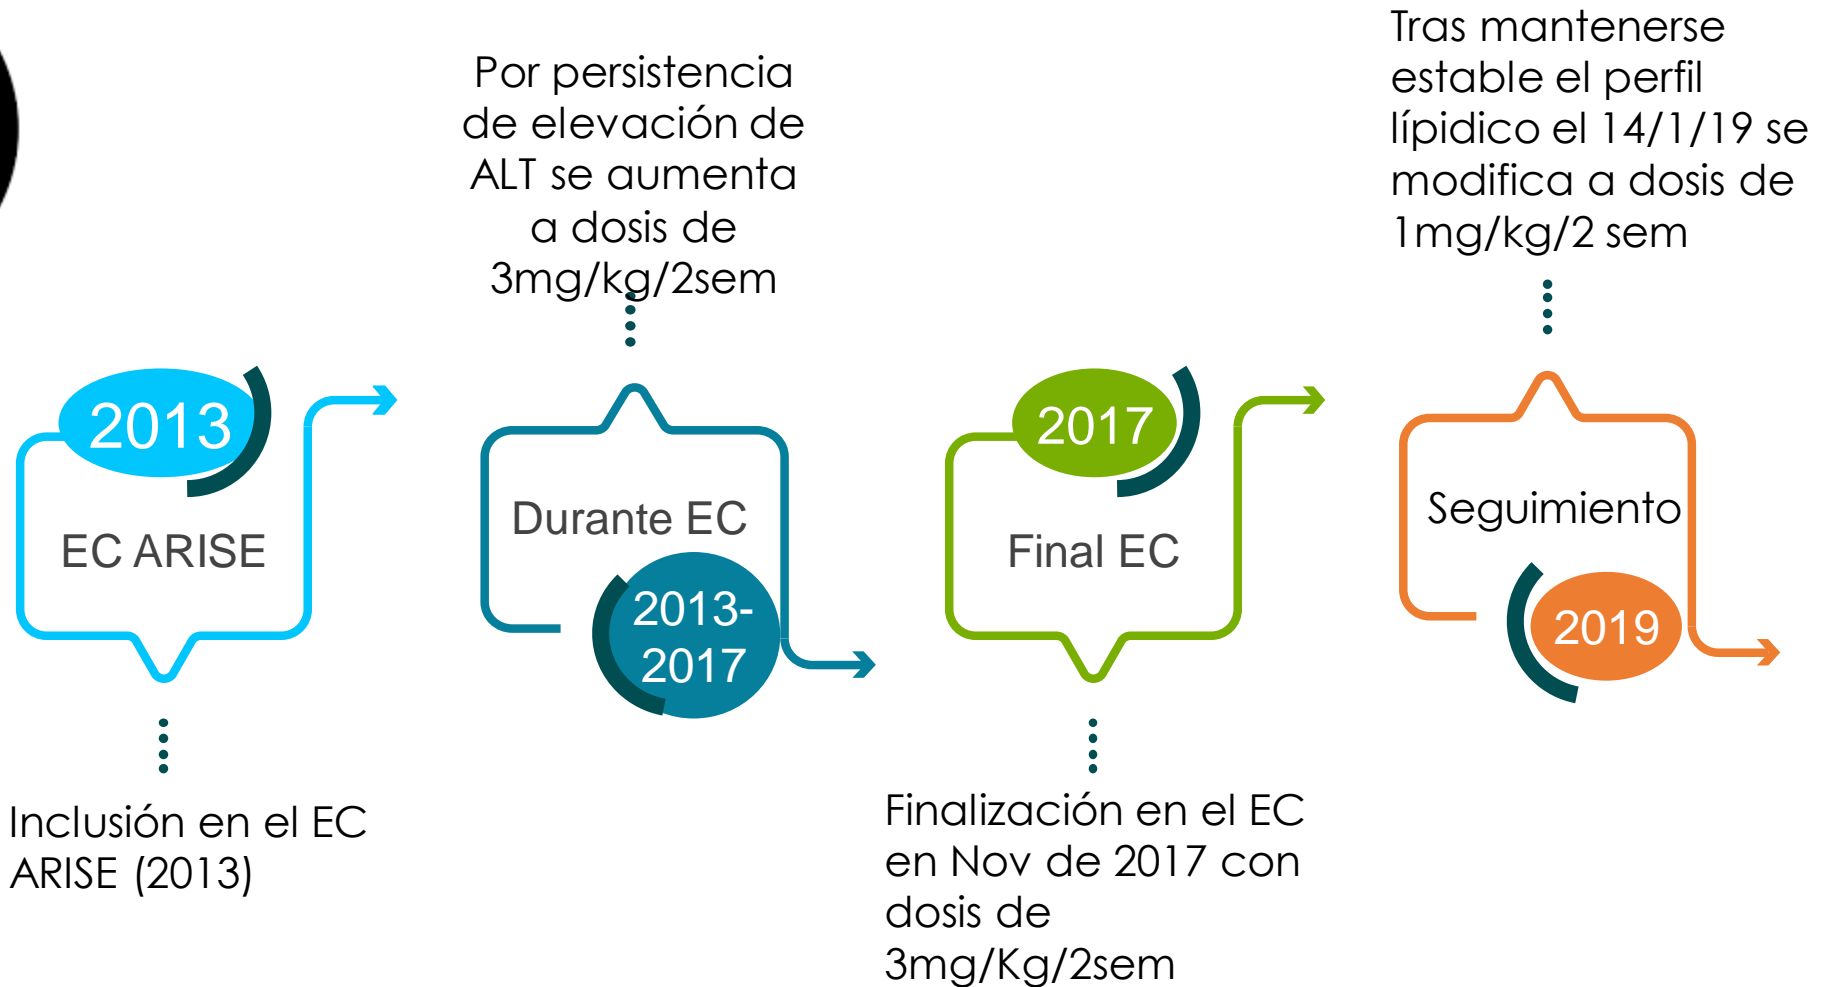 2013
EC ARISE
Inclusión en el EC
ARISE (2013)
Por persistencia
de elevación de
ALT se aumenta
a dosis de
3mg/kg/2sem
Durante EC
2013-
2017
2017
Final EC
Finalización en el EC
en Nov de 2017 con
dosis de
3mg/Kg/2sem
Tras mantenerse
estable el perfil
lípidico el 14/1/19 se
modifica a dosis de
1mg/kg/2 sem
Seguimiento
2019